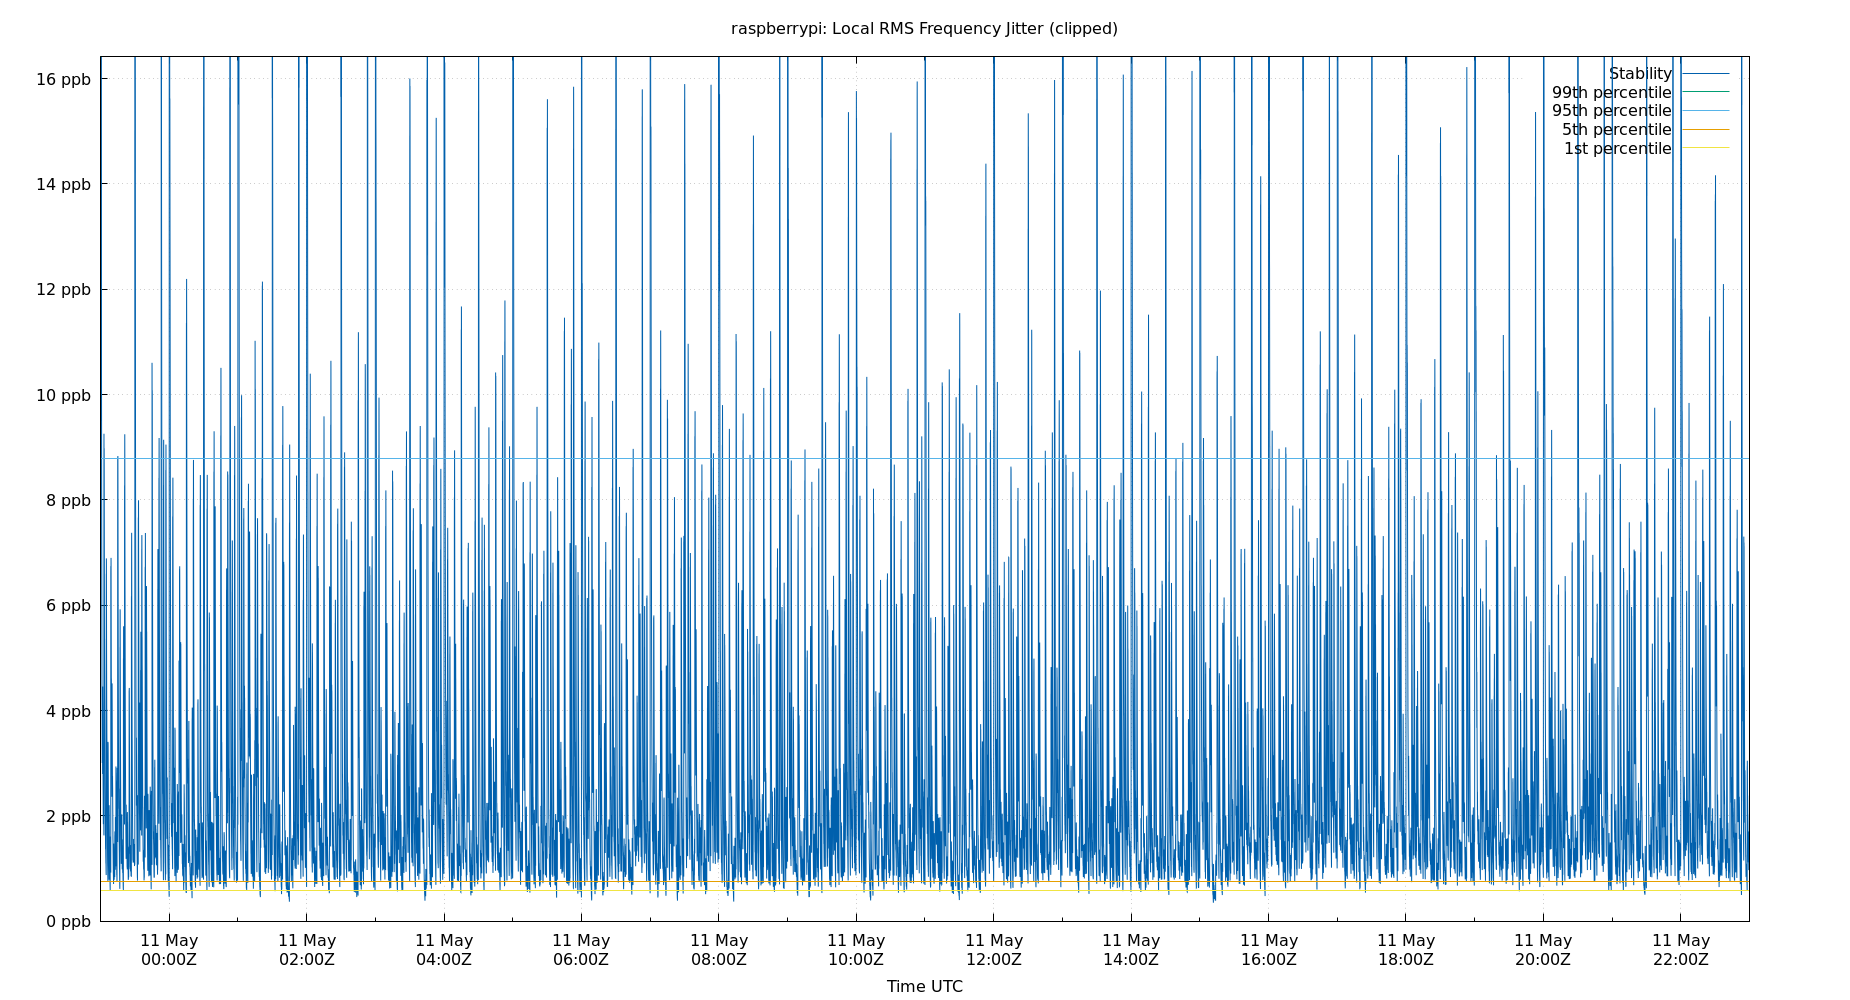 raspberrypi: Local RMS Frequency Jitter (clipped)
Stability
99th percentile
95th percentile
5th percentile
1st percentile
16 ppb
14 ppb
12 ppb
10 ppb
8 ppb
6 ppb
4 ppb
2 ppb
0 ppb
11 May 11 May 11 May 11 May 11 May 11 May 11 May 11 May 11 May 11 May 11 May 11 May
00:00Z 02:00Z 04:00Z 06:00Z 08:00Z 10:00Z 12:00Z 14:00Z 16:00Z 18:00Z 20:00Z 22:00Z
Time UTC